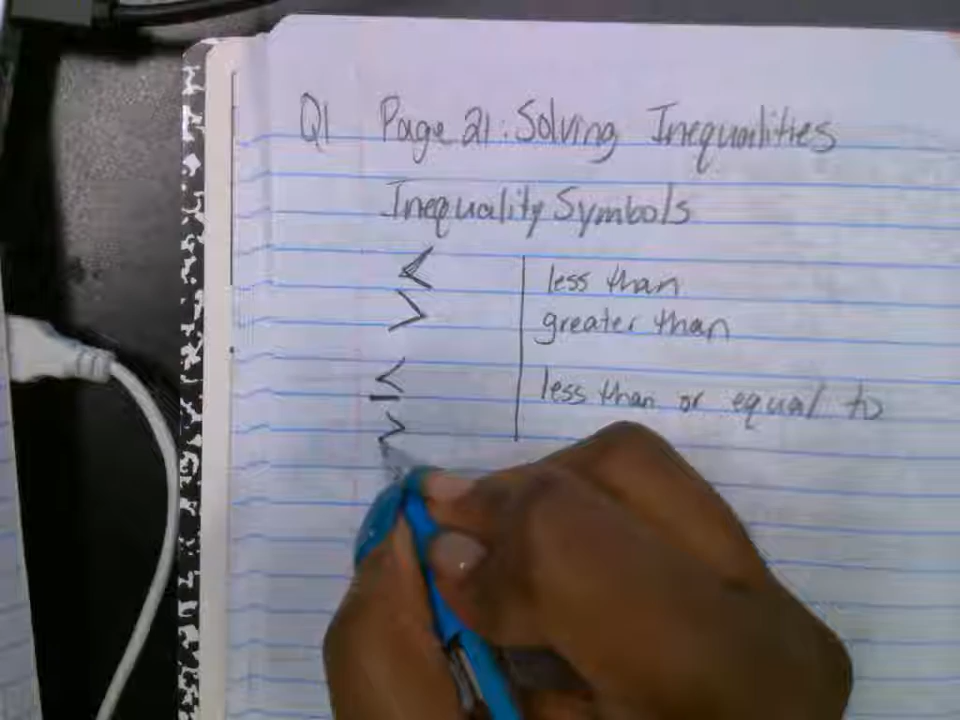 Q1 Page 21: Solving Inequalities
Inequality Symbols
< less than
> greater than
≤ less than or equal to
>